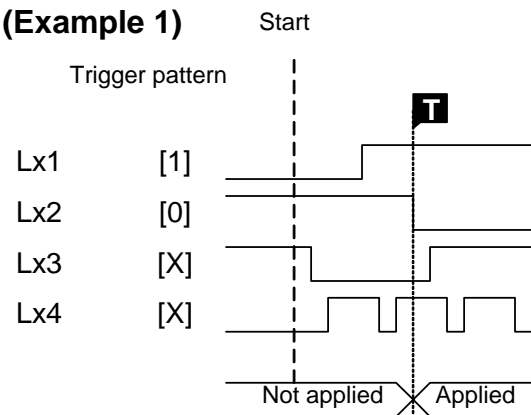 (Example 1) Start
Trigger pattern
T
Lx1 [1]
Lx2 [0]
Lx3 [X]
Lx4 [X]
Not applied Applied